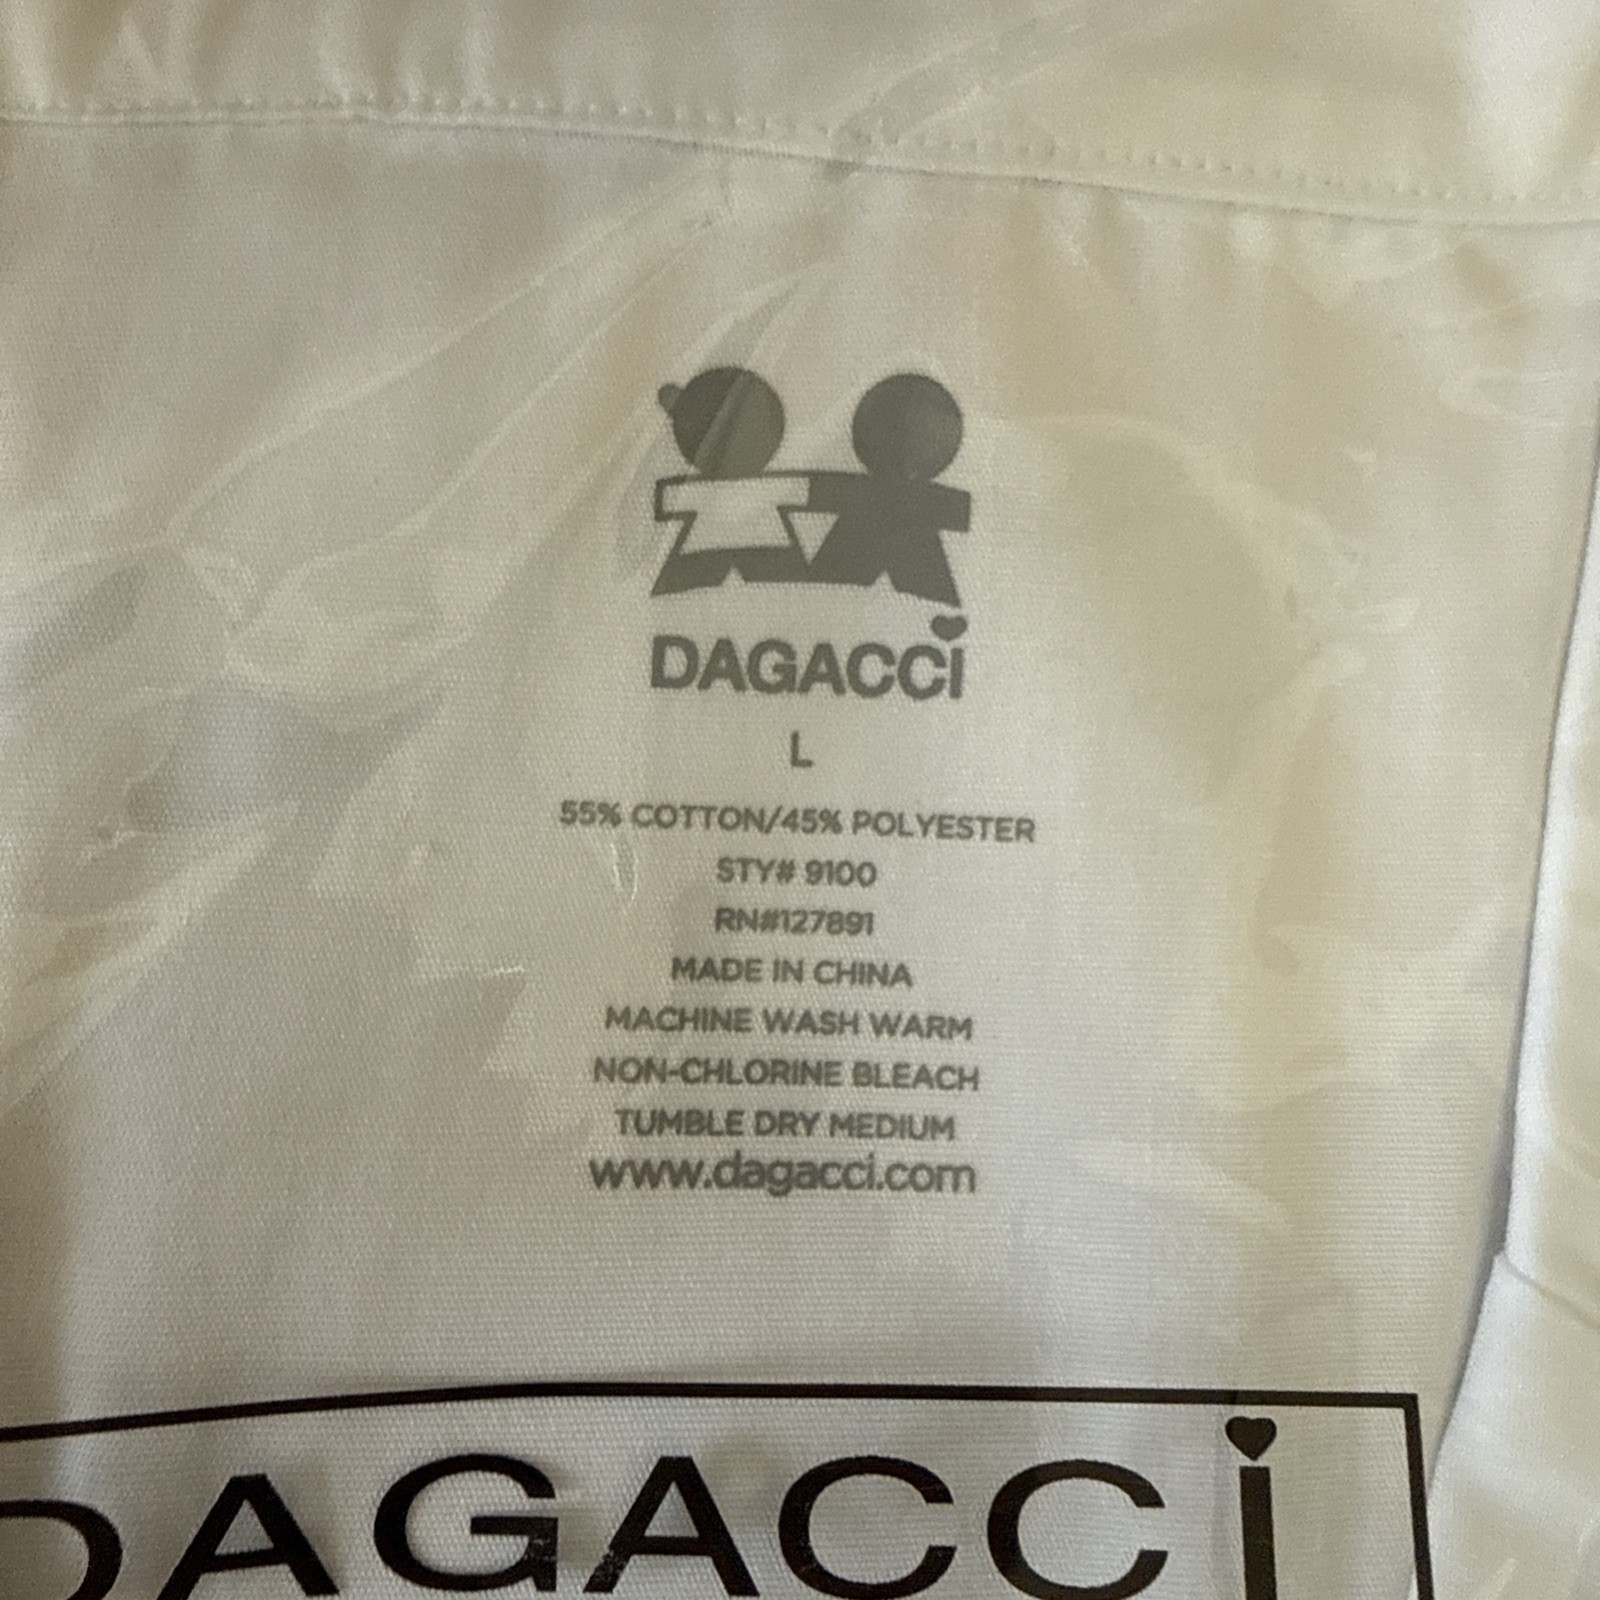 DAGACCi
L
55% COTTON/45% POLYESTER
STY# 9100
RN#127891
MADE IN CHINA
MACHINE WASH WARM
NON-CHLORINE BLEACH
TUMBLE DRY MEDIUM
www.dagacci.com
DAGACCi